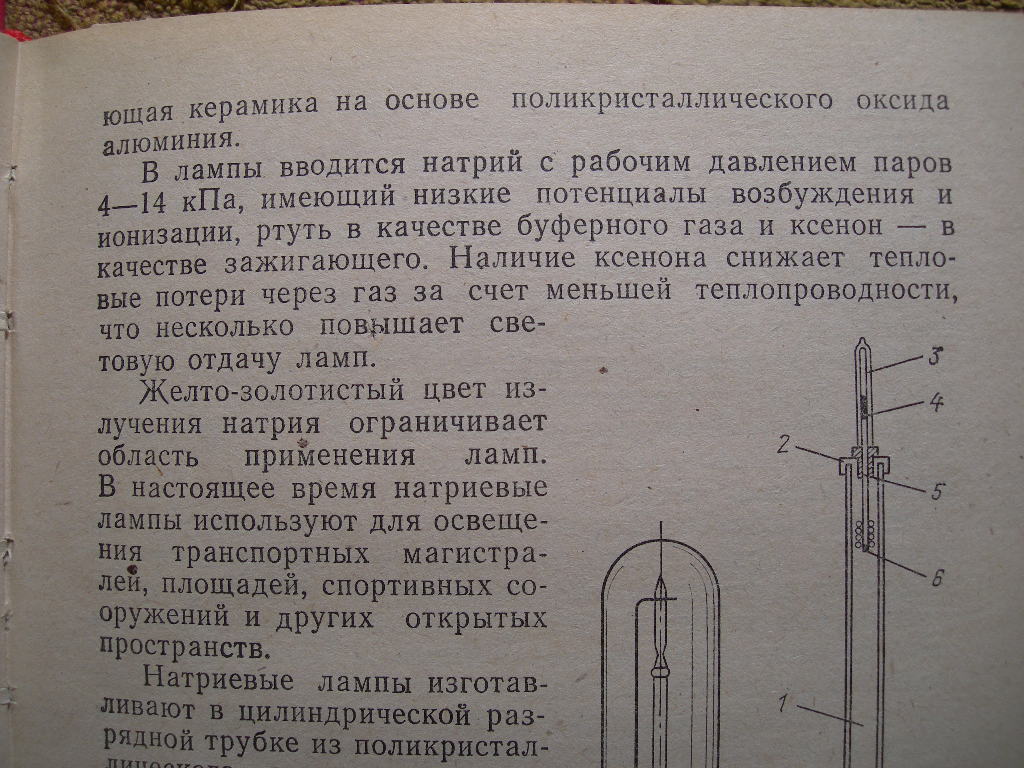 ющая керамика на основе поликристаллического оксида
алюминия.
В лампы вводится натрий с рабочим давлением паров
4—14 кПа, имеющий низкие потенциалы возбуждения и
ионизации, ртуть в качестве буферного газа и ксенон — в
качестве зажигающего. Наличие ксенона снижает тепло-
вые потери через газ за счет меньшей теплопроводности,
что несколько повышает све-
товую отдачу ламп.
Желто-золотистый цвет из-
лучения натрия ограничивает
область применения ламп.
В настоящее время натриевые
лампы используют для освеще-
ния транспортных магистра-
лей, площадей, спортивных со-
оружений и других открытых
пространств.
Натриевые лампы изготав-
ливают в цилиндрической раз-
рядной трубке из поликристал-
3
4
2
5
6
1